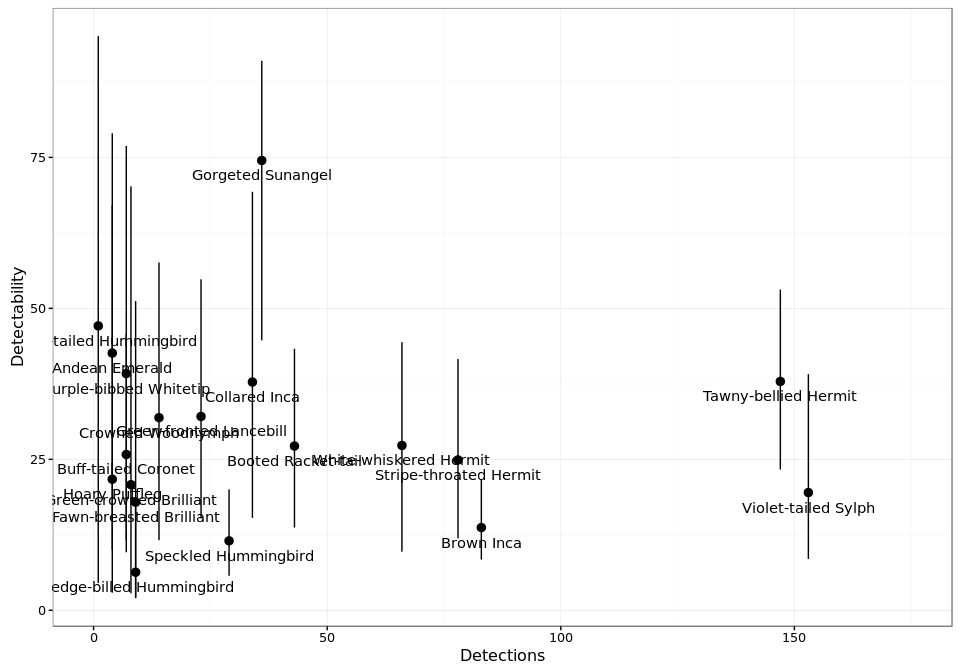 75
50
25
0
Detectability
Gorgeted Sunangel
tailed Hummingbird
Andean Emerald
urple-bibbed Whitetip
Collared Inca
Tawny-bellied Hermit
Crowned Woodnymph
Green-fronted Lancebill
Booted Racket-tail
White-whiskered Hermit
Buff-tailed Coronet
Stripe-throated Hermit
Hoary Puffleg
Green-crowned Brilliant
Violet-tailed Sylph
Fawn-breasted Brilliant
Brown Inca
Speckled Hummingbird
edge-billed Hummingbird
0
50
100
150
Detections